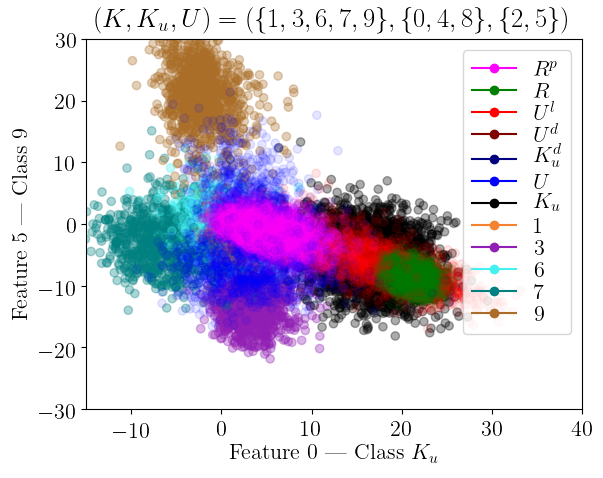 (K, K_u, U) = ({1, 3, 6, 7, 9}, {0, 4, 8}, {2, 5})
30
20
10
0
−10
−20
−30
Feature 5 — Class 9
R^p
R
U^l
U^d
K_u^d
U
K_u
1
3
6
7
9
−10
0
10
20
30
40
Feature 0 — Class K_u